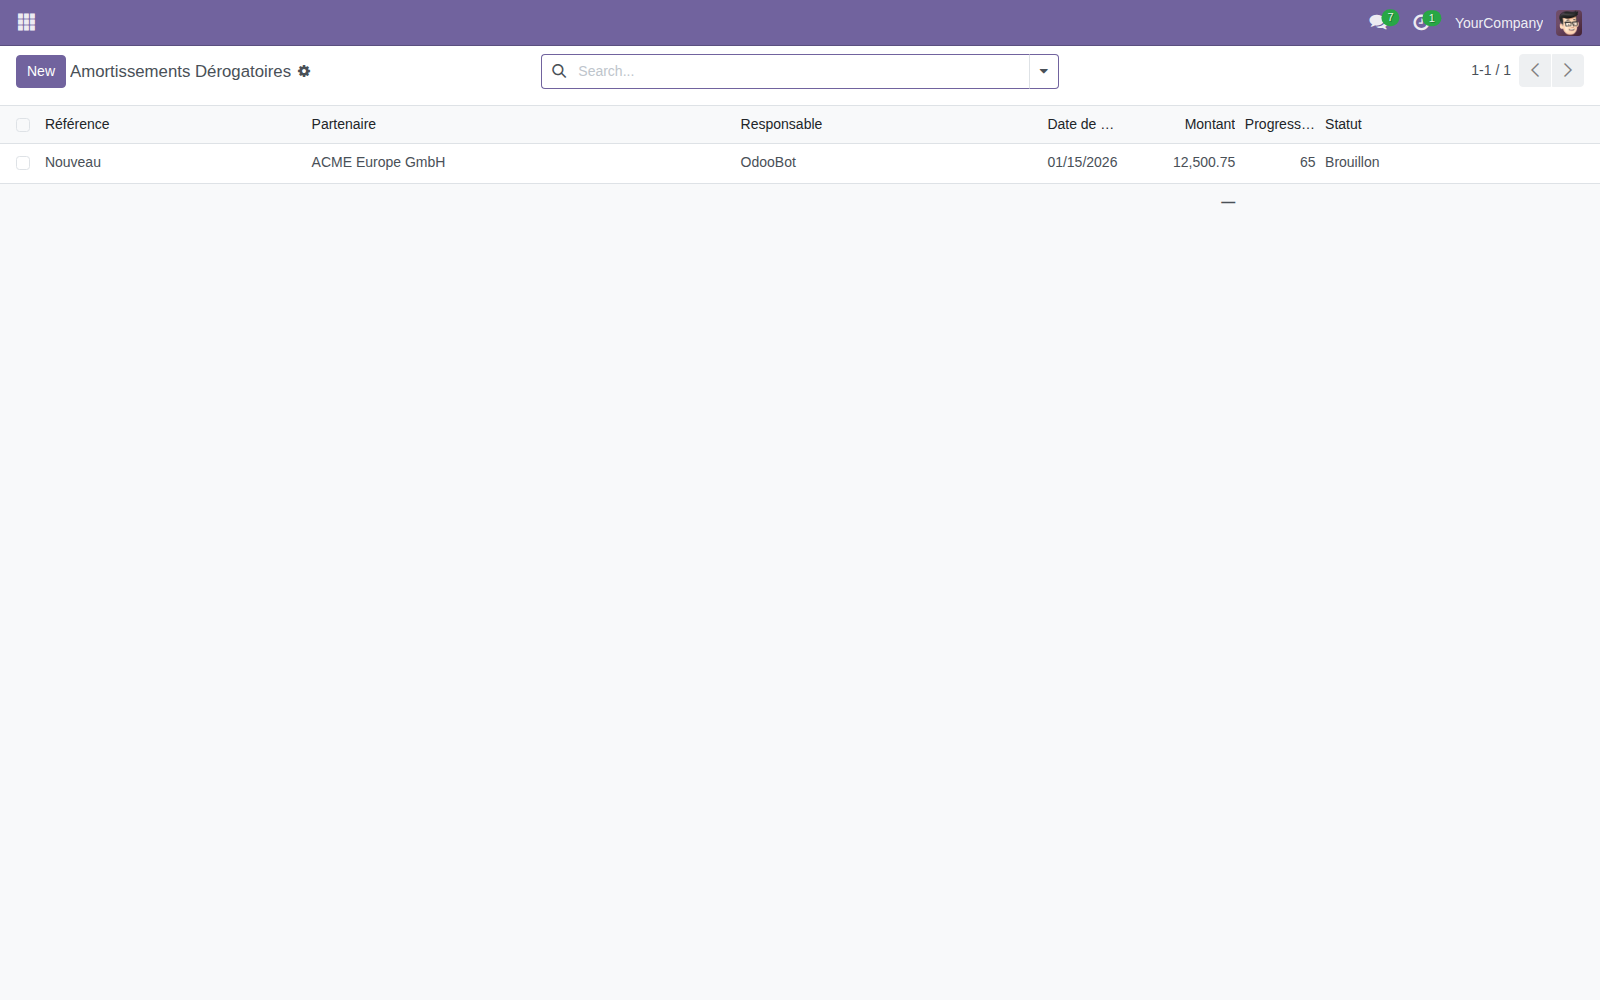 7 1 YourCompany
New Amortissements Dérogatoires Search... 1-1 / 1
Référence Partenaire Responsable Date de … Montant Progress… Statut
Nouveau ACME Europe GmbH OdooBot 01/15/2026 12,500.75 65 Brouillon
—